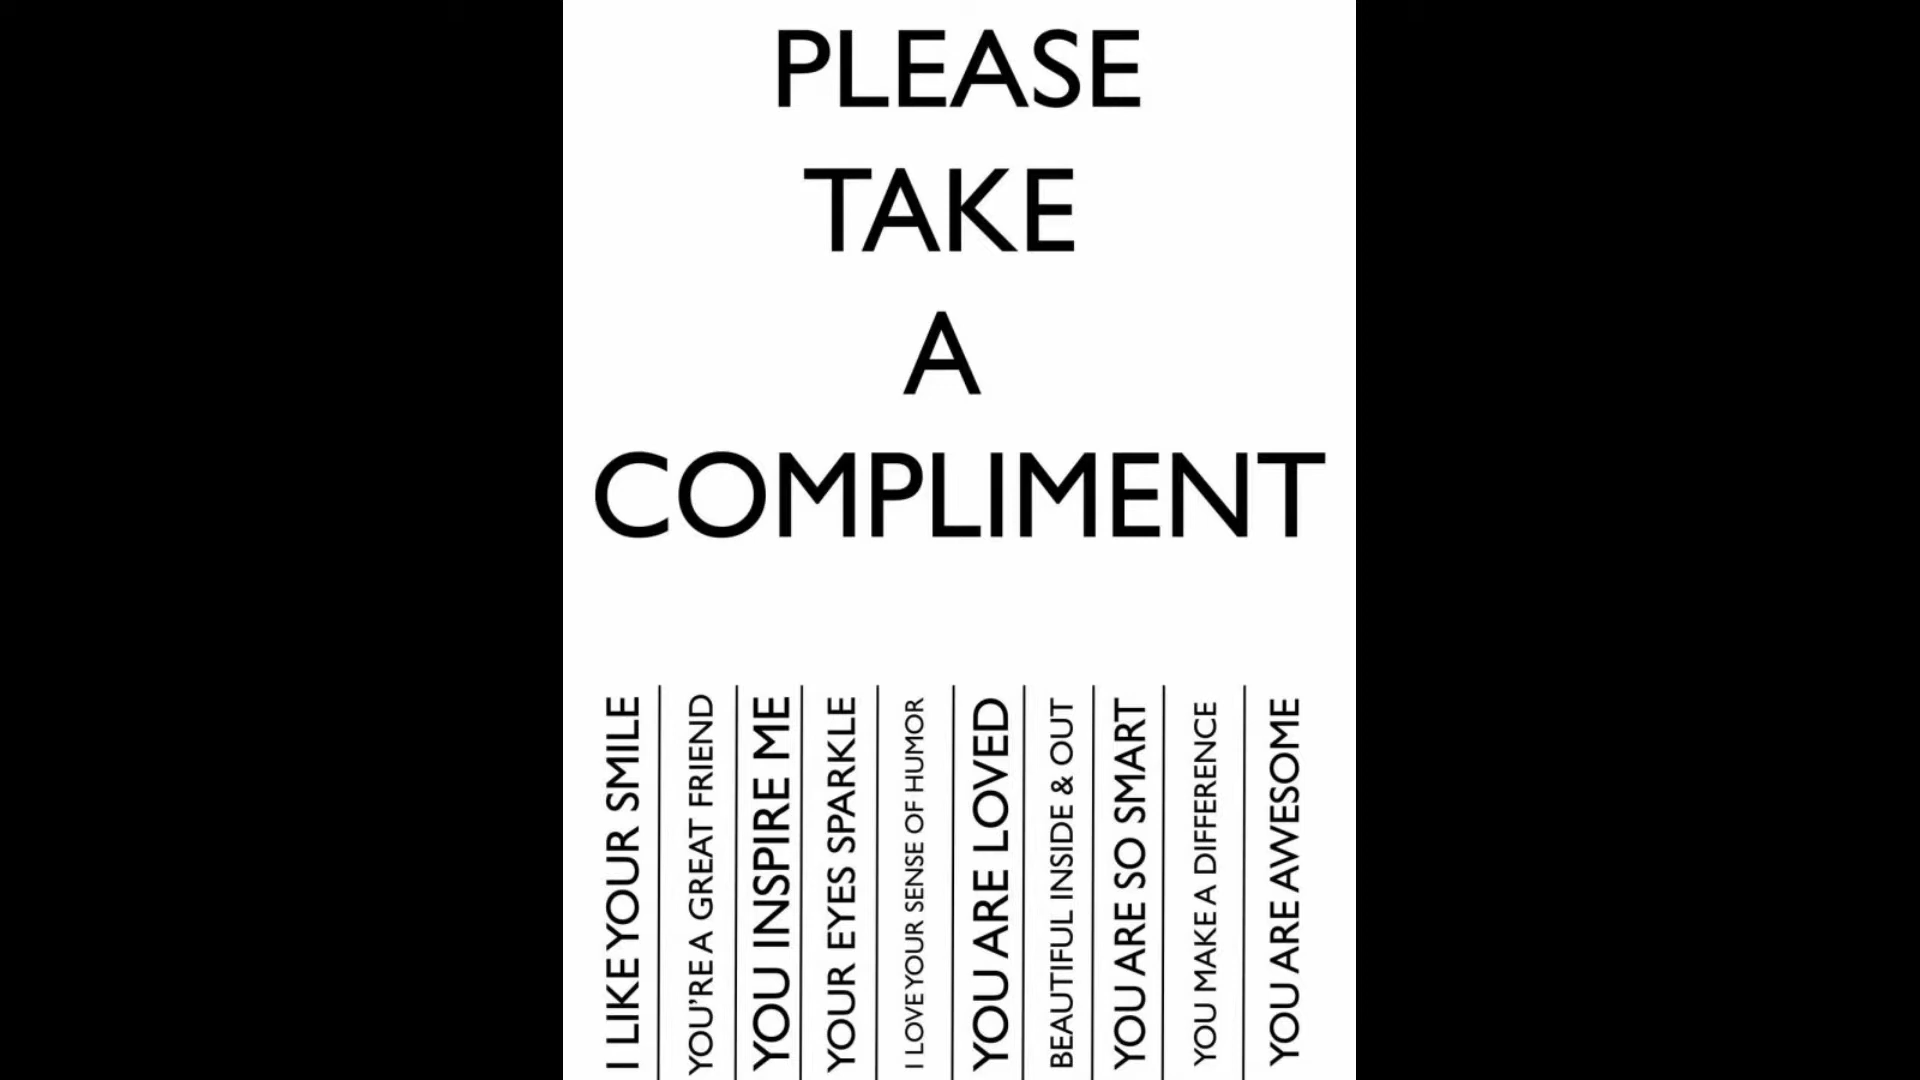 PLEASE
TAKE
A
COMPLIMENT
I LIKE YOUR SMILE
YOU'RE A GREAT FRIEND
YOU INSPIRE ME
YOUR EYES SPARKLE
I LOVE YOUR SENSE OF HUMOR
YOU ARE LOVED
BEAUTIFUL INSIDE & OUT
YOU ARE SO SMART
YOU MAKE A DIFFERENCE
YOU ARE AWESOME